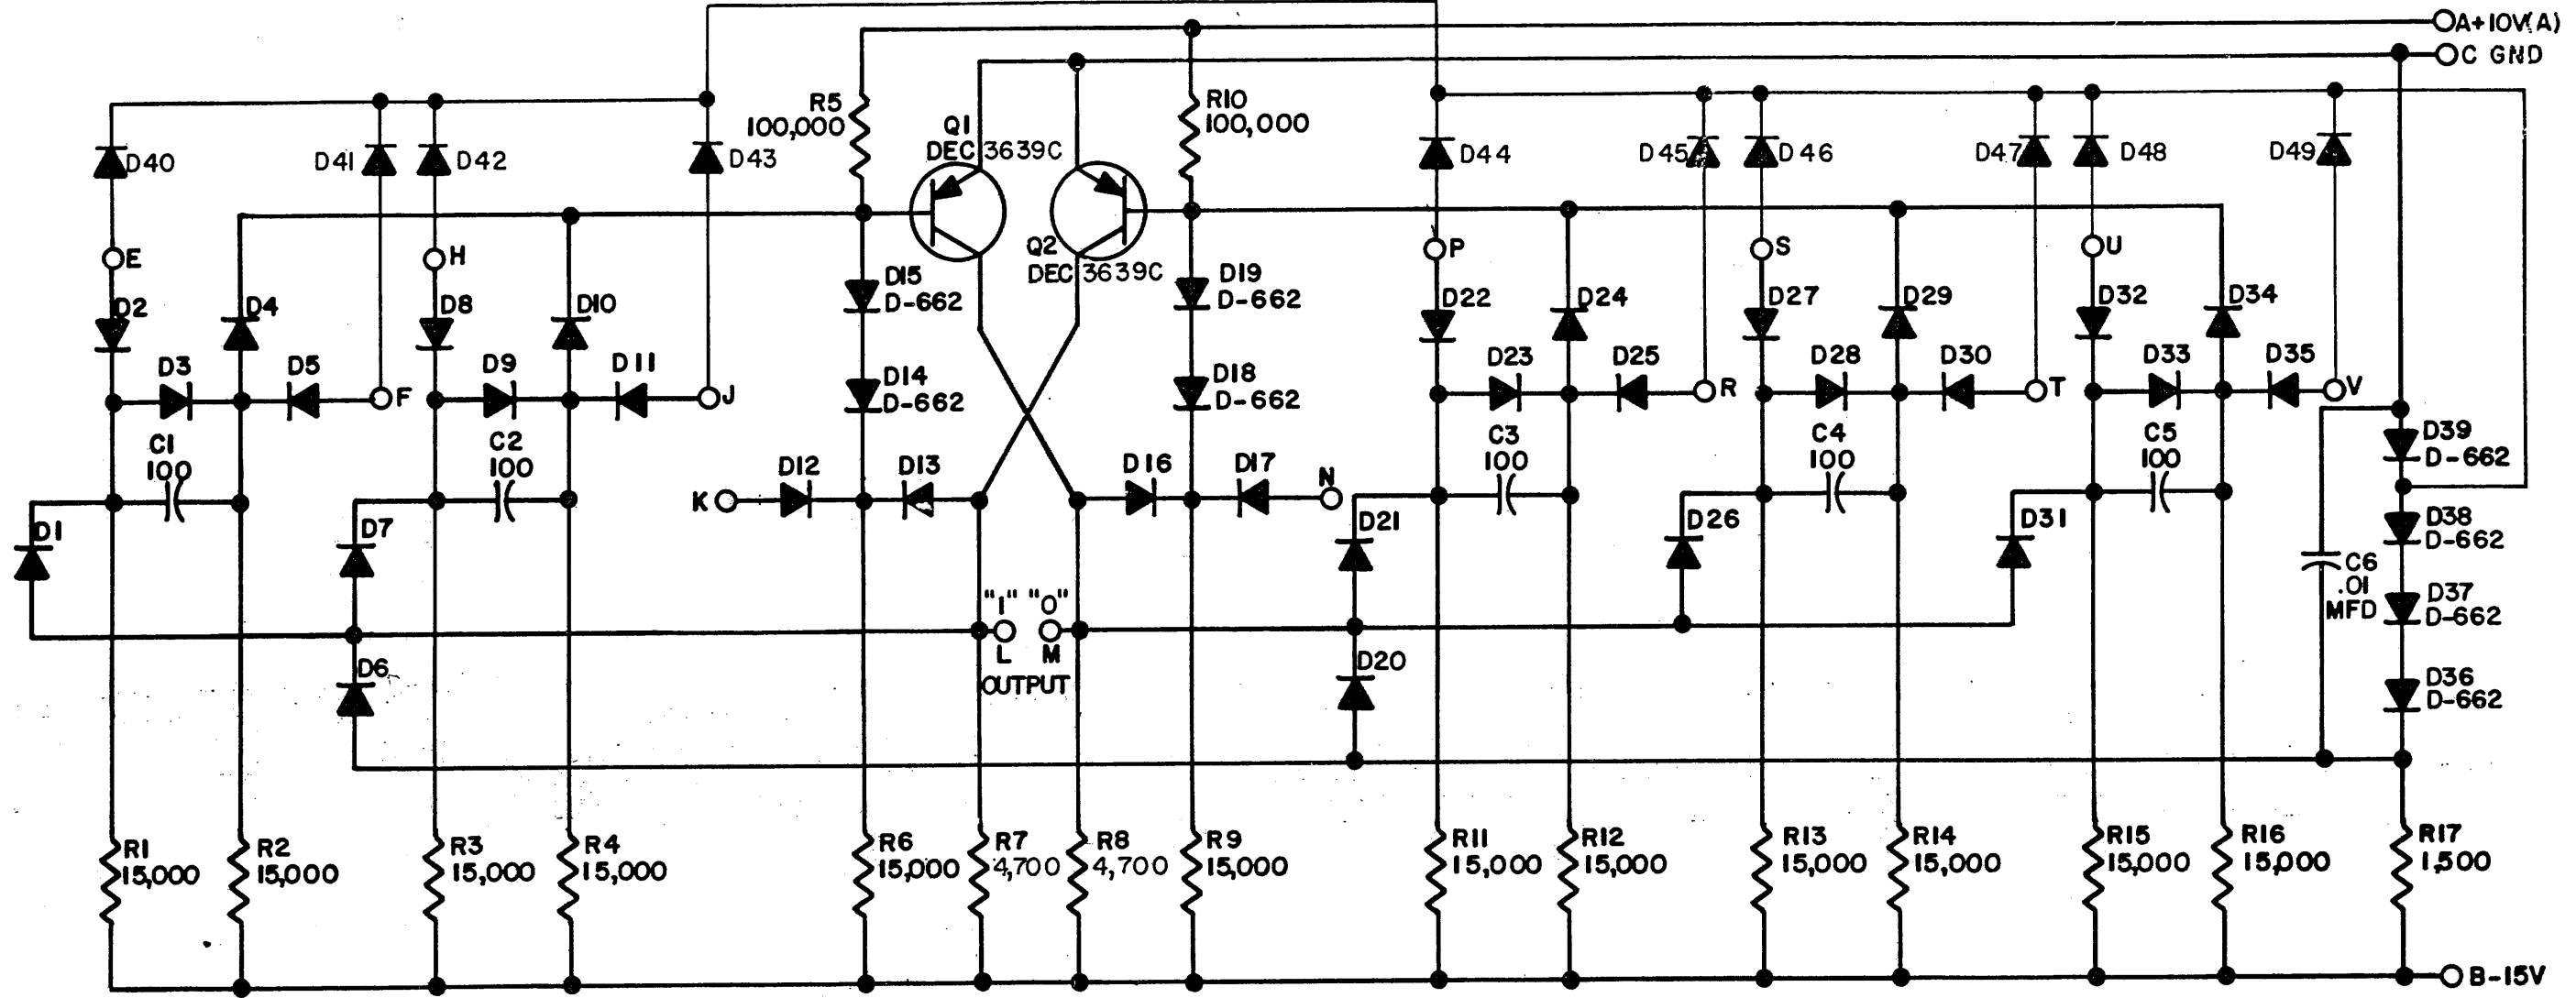 A+10V(A)
C GND
R5
100,000
Q1
DEC 3639C
R10
100,000
D40
D41
D42
D43
D44
D45
D46
D47
D48
D49
E
H
Q2
DEC 3639C
P
S
U
D2
D4
D8
D10
D15
D-662
D19
D-662
D22
D24
D27
D29
D32
D34
D3
D5
F
D9
D11
J
D14
D-662
D18
D-662
D23
D25
R
D28
D30
T
D33
D35
V
C1
100
C2
100
K
D12
D13
D16
D17
N
C3
100
C4
100
C5
100
D39
D-662
D1
D7
D21
D26
D31
D38
D-662
C6
.01
MFD
D37
D-662
"1" "0"
L M
OUTPUT
D6
D20
D36
D-662
R1
15,000
R2
15,000
R3
15,000
R4
15,000
R6
15,000
R7
4,700
R8
4,700
R9
15,000
R11
15,000
R12
15,000
R13
15,000
R14
15,000
R15
15,000
R16
15,000
R17
1,500
B-15V